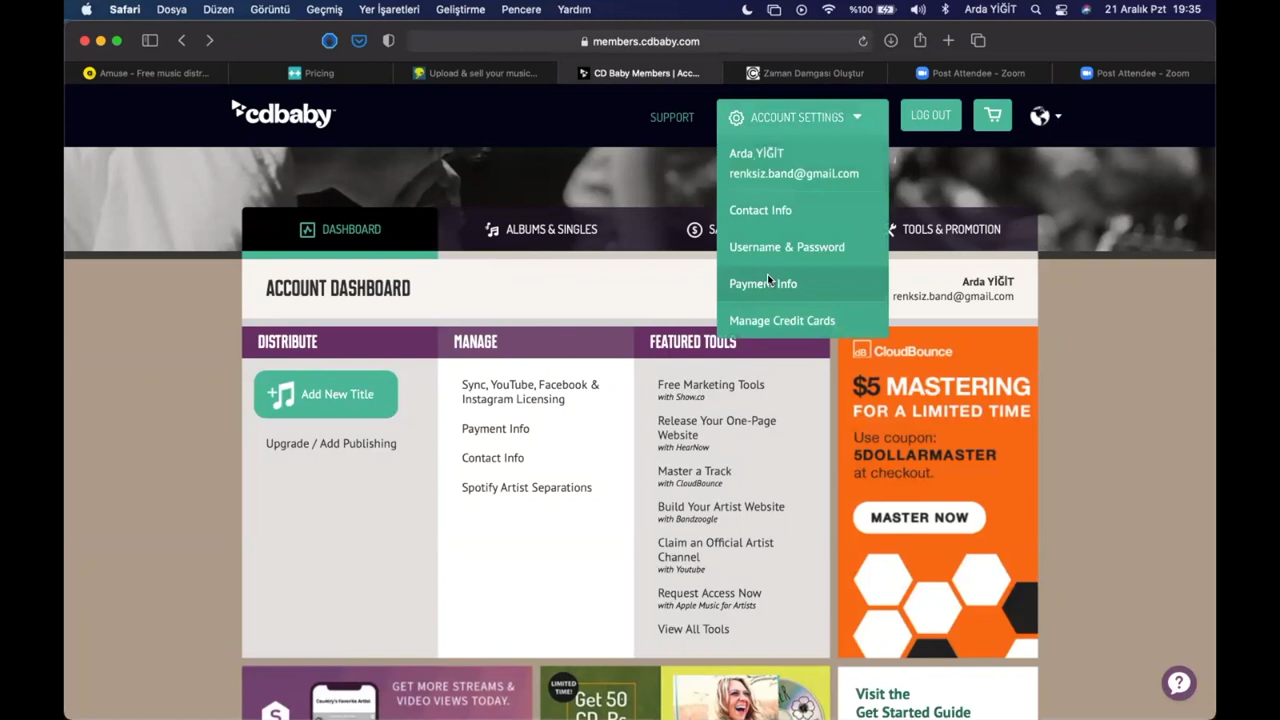 Safari Dosya Düzen Görüntü Geçmiş Yer İşaretleri Geliştirme Pencere Yardım %100 Arda YİĞİT 21 Aralık Pzt 19:35
members.cdbaby.com
Amuse - Free music distr... Pricing Upload & sell your music... CD Baby Members | Acc... Zaman Damgası Oluştur Post Attendee - Zoom Post Attendee - Zoom
cdbaby SUPPORT ACCOUNT SETTINGS LOG OUT
Arda YİĞİT
renksiz.band@gmail.com
Contact Info
Username & Password
Payment Info
Manage Credit Cards
DASHBOARD ALBUMS & SINGLES SA TOOLS & PROMOTION
ACCOUNT DASHBOARD
Arda YİĞİT
renksiz.band@gmail.com
DISTRIBUTE
Add New Title
Upgrade / Add Publishing
MANAGE
Sync, YouTube, Facebook &
Instagram Licensing
Payment Info
Contact Info
Spotify Artist Separations
FEATURED TOOLS
Free Marketing Tools
with Show.co
Release Your One-Page
Website
with HearNow
Master a Track
with CloudBounce
Build Your Artist Website
with Bandzoogle
Claim an Official Artist
Channel
with Youtube
Request Access Now
with Apple Music for Artists
View All Tools
dB CloudBounce
$5 MASTERING
FOR A LIMITED TIME
Use coupon:
5DOLLARMASTER
at checkout.
MASTER NOW
GET MORE STREAMS &
VIDEO VIEWS TODAY.
Country's Favorite Artist
LIMITED
TIME!
Get 50
Visit the
Get Started Guide